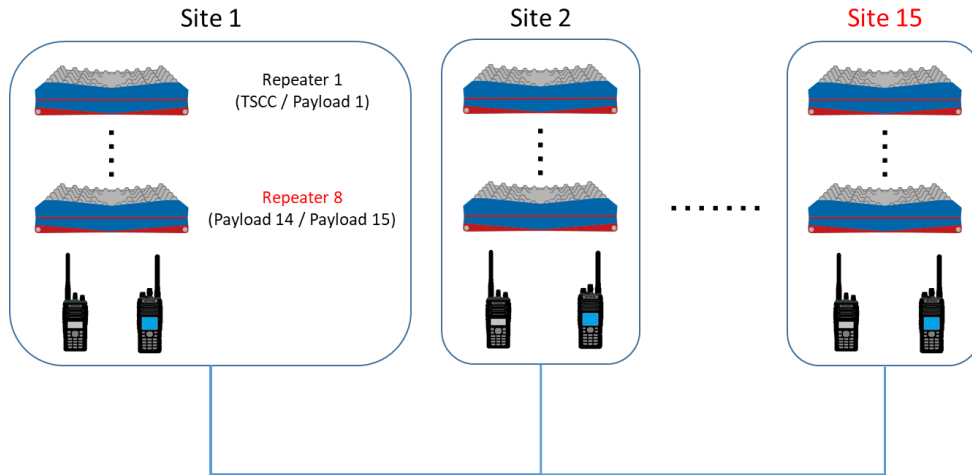 Site 1
Site 2
Site 15
Repeater 1
(TSCC / Payload 1)
Repeater 8
(Payload 14 / Payload 15)